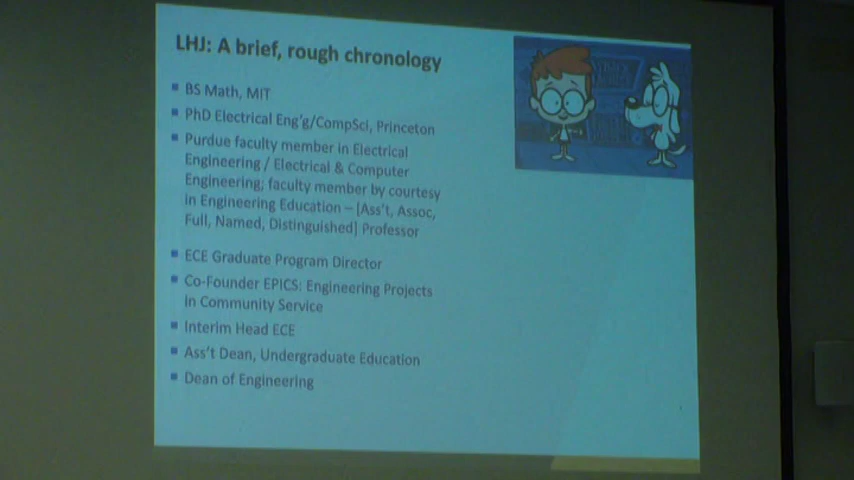 LHJ: A brief, rough chronology
BS Math, MIT
PhD Electrical Eng'g/CompSci, Princeton
Purdue faculty member in Electrical
Engineering / Electrical & Computer
Engineering; faculty member by courtesy
in Engineering Education – [Ass't, Assoc,
Full, Named, Distinguished] Professor
ECE Graduate Program Director
Co-Founder EPICS: Engineering Projects
in Community Service
Interim Head ECE
Ass't Dean, Undergraduate Education
Dean of Engineering